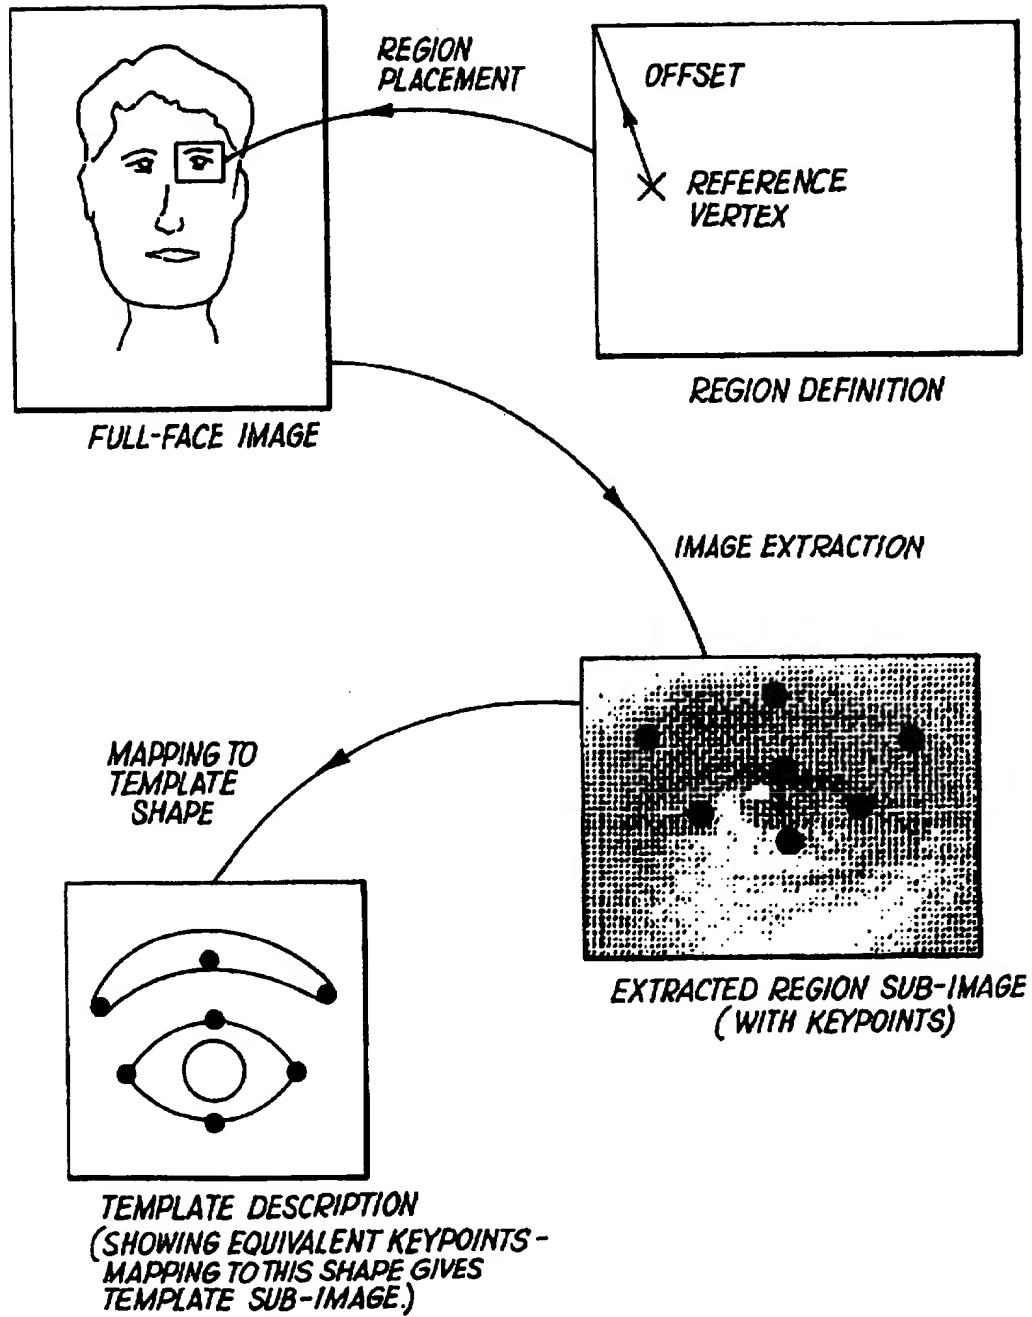 REGION
PLACEMENT
OFFSET
REFERENCE
VERTEX
REGION DEFINITION
FULL-FACE IMAGE
IMAGE EXTRACTION
MAPPING TO
TEMPLATE
SHAPE
EXTRACTED REGION SUB-IMAGE
(WITH KEYPOINTS)
TEMPLATE DESCRIPTION
(SHOWING EQUIVALENT KEYPOINTS -
MAPPING TO THIS SHAPE GIVES
TEMPLATE SUB-IMAGE.)